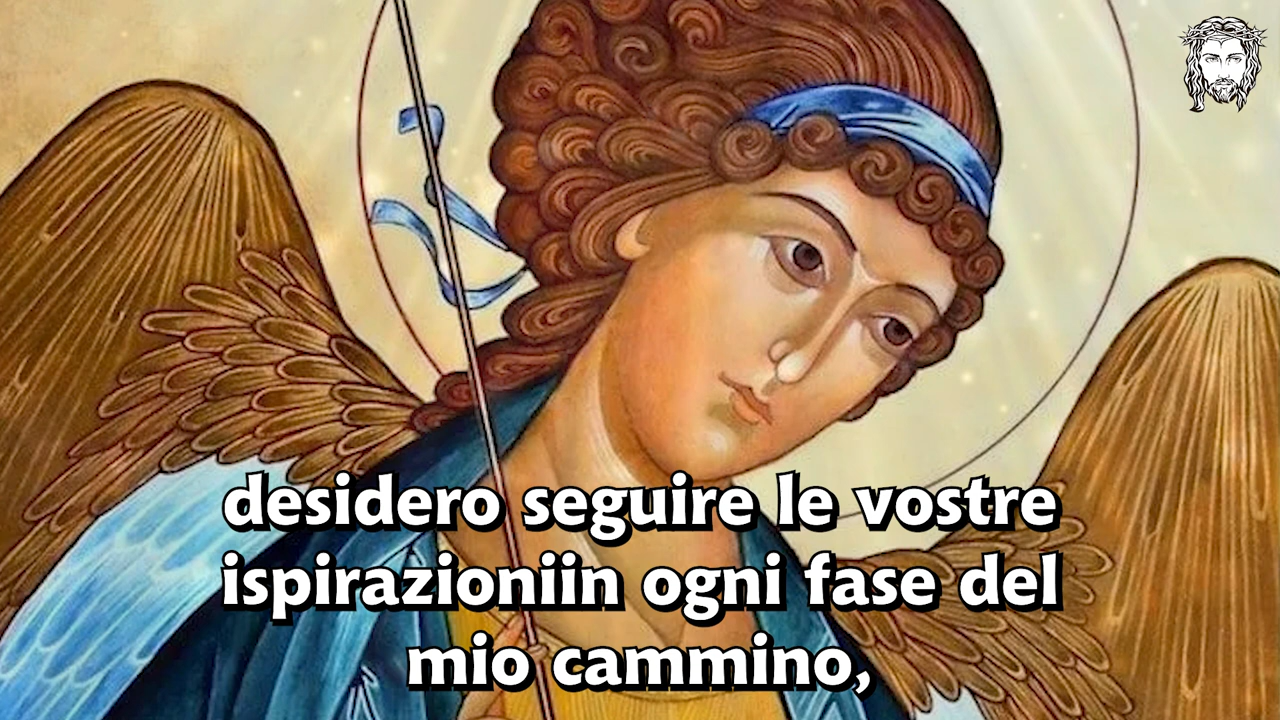 desidero seguire le vostre
ispirazioniin ogni fase del
mio cammino,